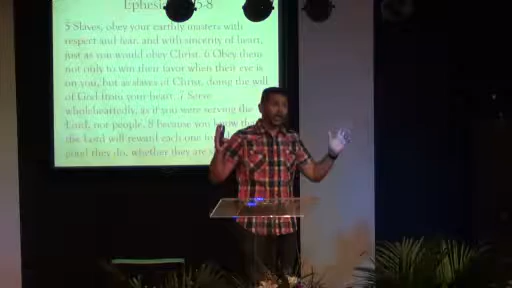 Ephesi 5-8
5 Slaves, obey your earthly masters with
respect and fear, and with sincerity of heart,
just as you would obey Christ. 6 Obey them
not only to win their favor when their eye is
on you, but as slaves of Christ, doing the will
of God from your heart. 7 Serve
wholeheartedly, as if you were serving the
Lord, not people, 8 because you know th
the Lord will reward each one fo
good they do, whether they are